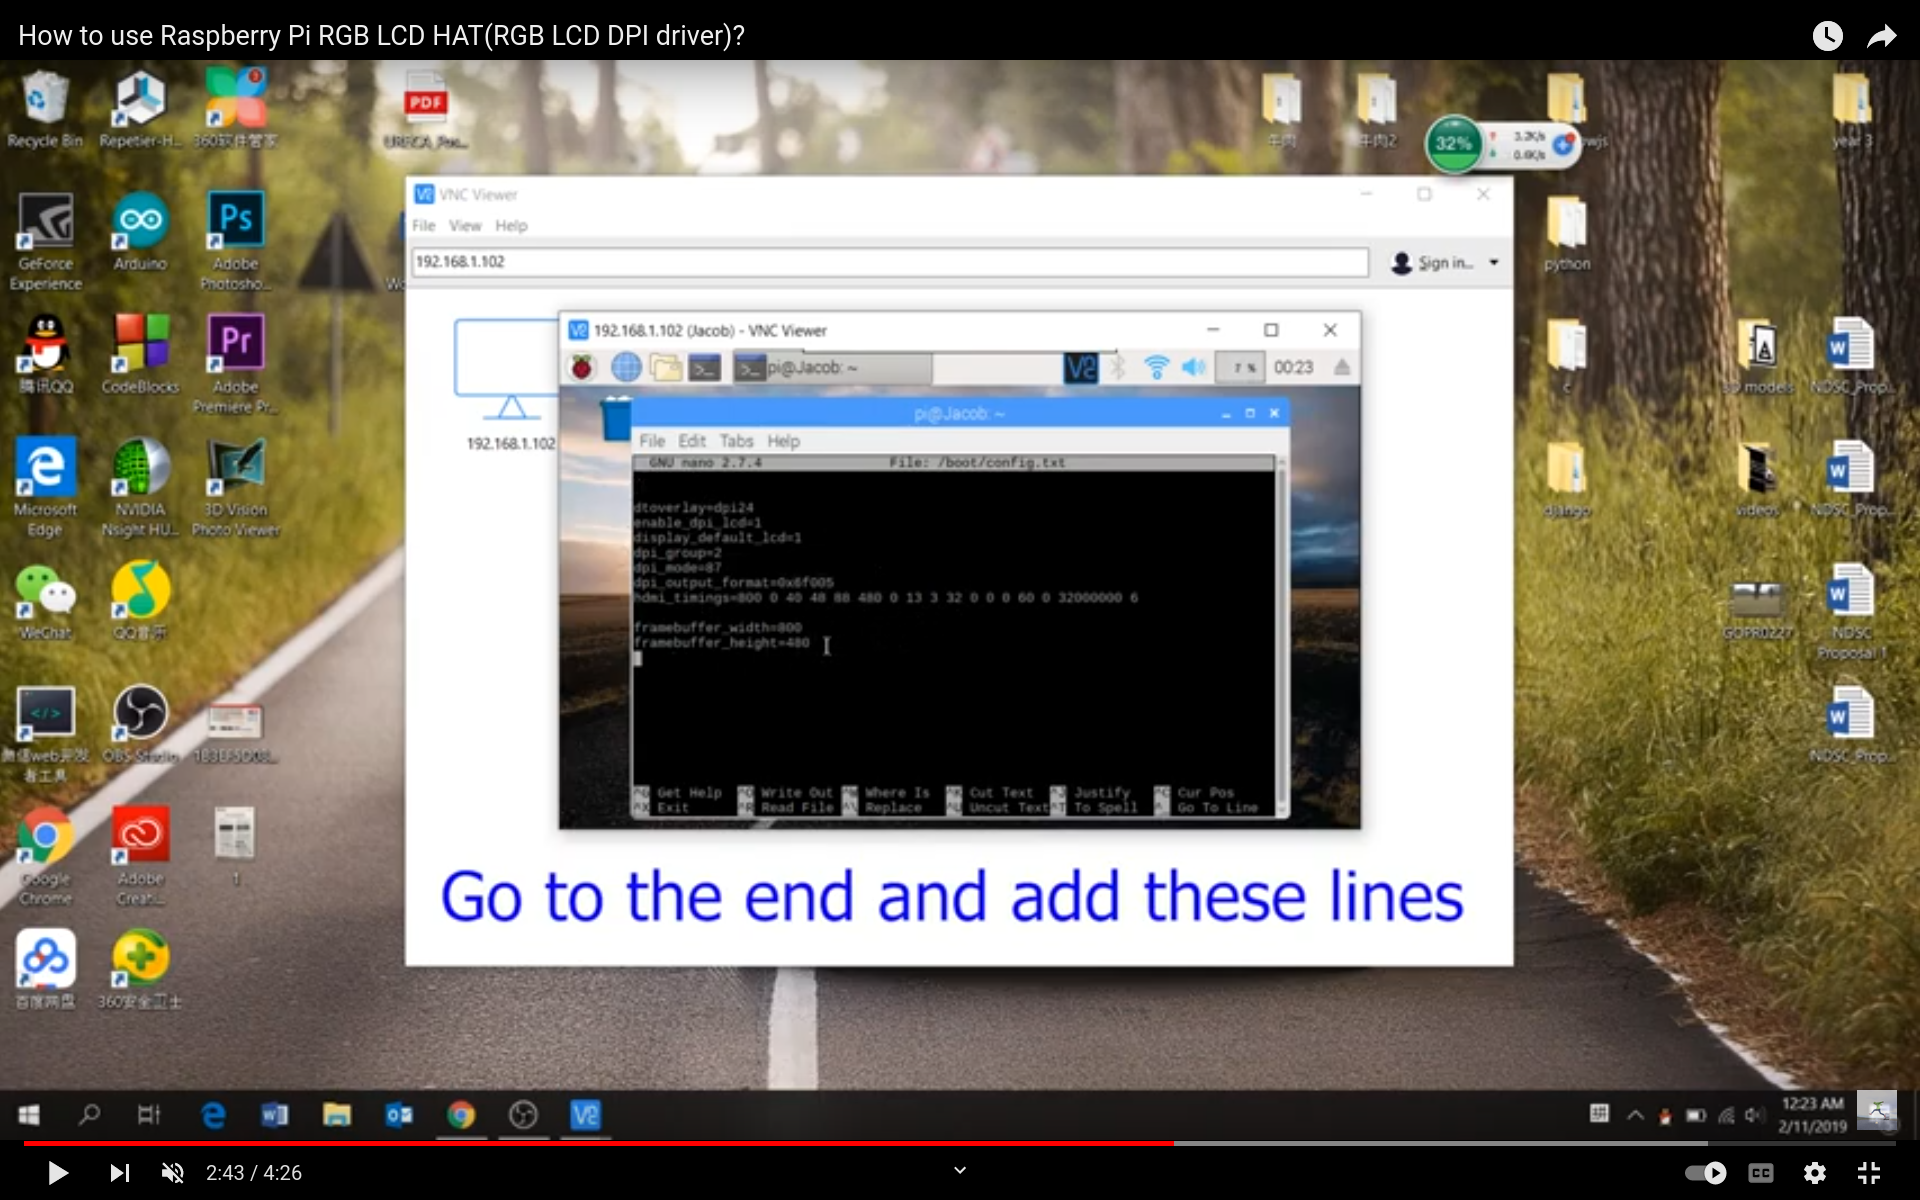 How to use Raspberry Pi RGB LCD HAT(RGB LCD DPI driver)?
Recycle Bin
Repetier-H...
360软件管家
PDF
牛肉
牛肉2
32%
3.2K/s
0.6K/s
year 3
VNC Viewer
File View Help
192.168.1.102
Sign in...
GeForce Experience
Arduino
Ps
Adobe Photosho...
python
192.168.1.102 (Jacob) - VNC Viewer
pi@Jacob: ~
7 %
00:23
192.168.1.102
腾讯QQ
CodeBlocks
Pr
Adobe Premiere Pr...
c
3D models
NDSC_Prop...
pi@Jacob: ~
File Edit Tabs Help
GNU nano 2.7.4 File: /boot/config.txt
dtoverlay=dpi24
enable_dpi_lcd=1
display_default_lcd=1
dpi_group=2
dpi_mode=87
dpi_output_format=0x6f005
hdmi_timings=800 0 40 48 88 480 0 13 3 32 0 0 0 60 0 32000000 6
framebuffer_width=800
framebuffer_height=480
^G Get Help ^O Write Out ^W Where Is ^K Cut Text ^J Justify ^C Cur Pos
^X Exit ^R Read File ^\ Replace ^U Uncut Text ^T To Spell ^_ Go To Line
Microsoft Edge
NVIDIA Nsight HU...
3D Vision Photo Viewer
django
videos
NDSC_Prop...
WeChat
QQ音乐
GOPR0227
NDSC Proposal 1
微信web开发者工具
OBS Studio
NDSC_Prop...
Google Chrome
Adobe Creati...
1
Go to the end and add these lines
百度网盘
360安全卫士
12:23 AM
2/11/2019
2:43 / 4:26
CC